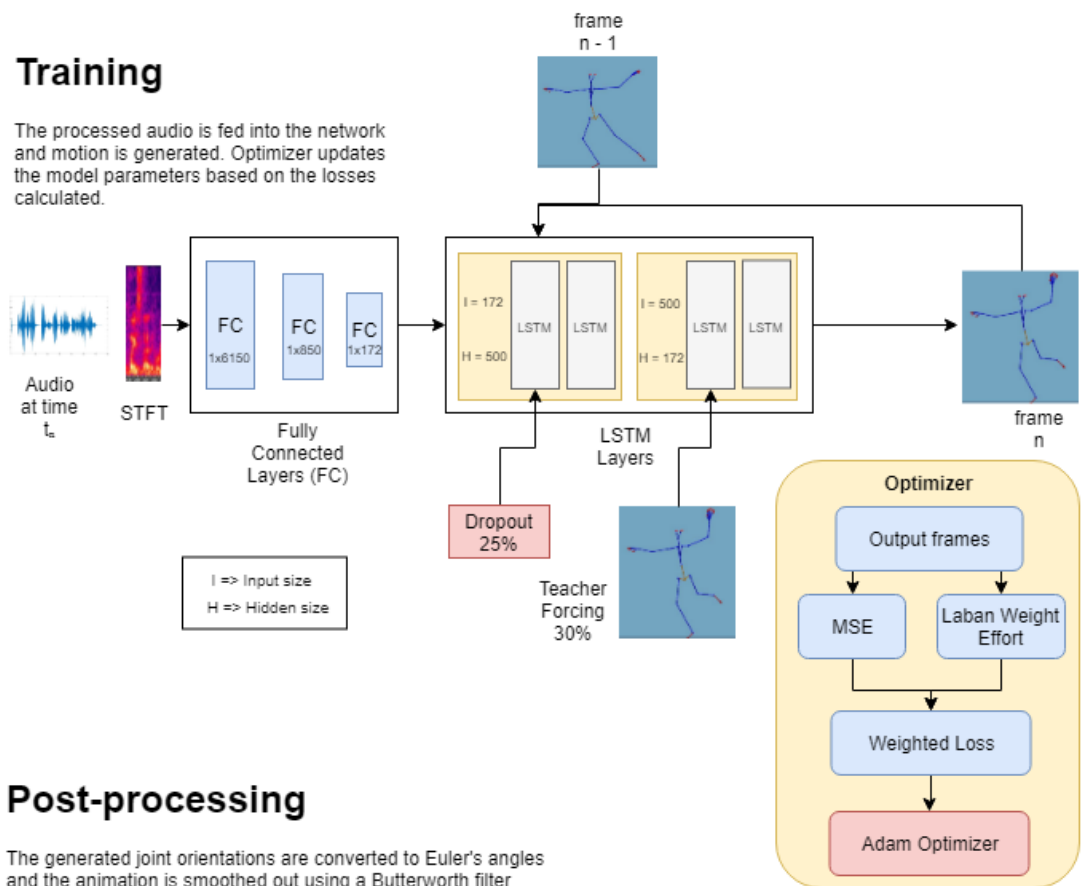 Training
The processed audio is fed into the network
and motion is generated. Optimizer updates
the model parameters based on the losses
calculated.
frame
n - 1
Audio
at time
tₙ
STFT
FC
1x6150
FC
1x850
FC
1x172
Fully
Connected
Layers (FC)
I = 172
H = 500
LSTM
LSTM
I = 500
H = 172
LSTM
LSTM
LSTM
Layers
frame
n
Dropout
25%
Teacher
Forcing
30%
I => Input size
H => Hidden size
Optimizer
Output frames
MSE
Laban Weight
Effort
Weighted Loss
Adam Optimizer
Post-processing
The generated joint orientations are converted to Euler's angles
and the animation is smoothed out using a Butterworth filter